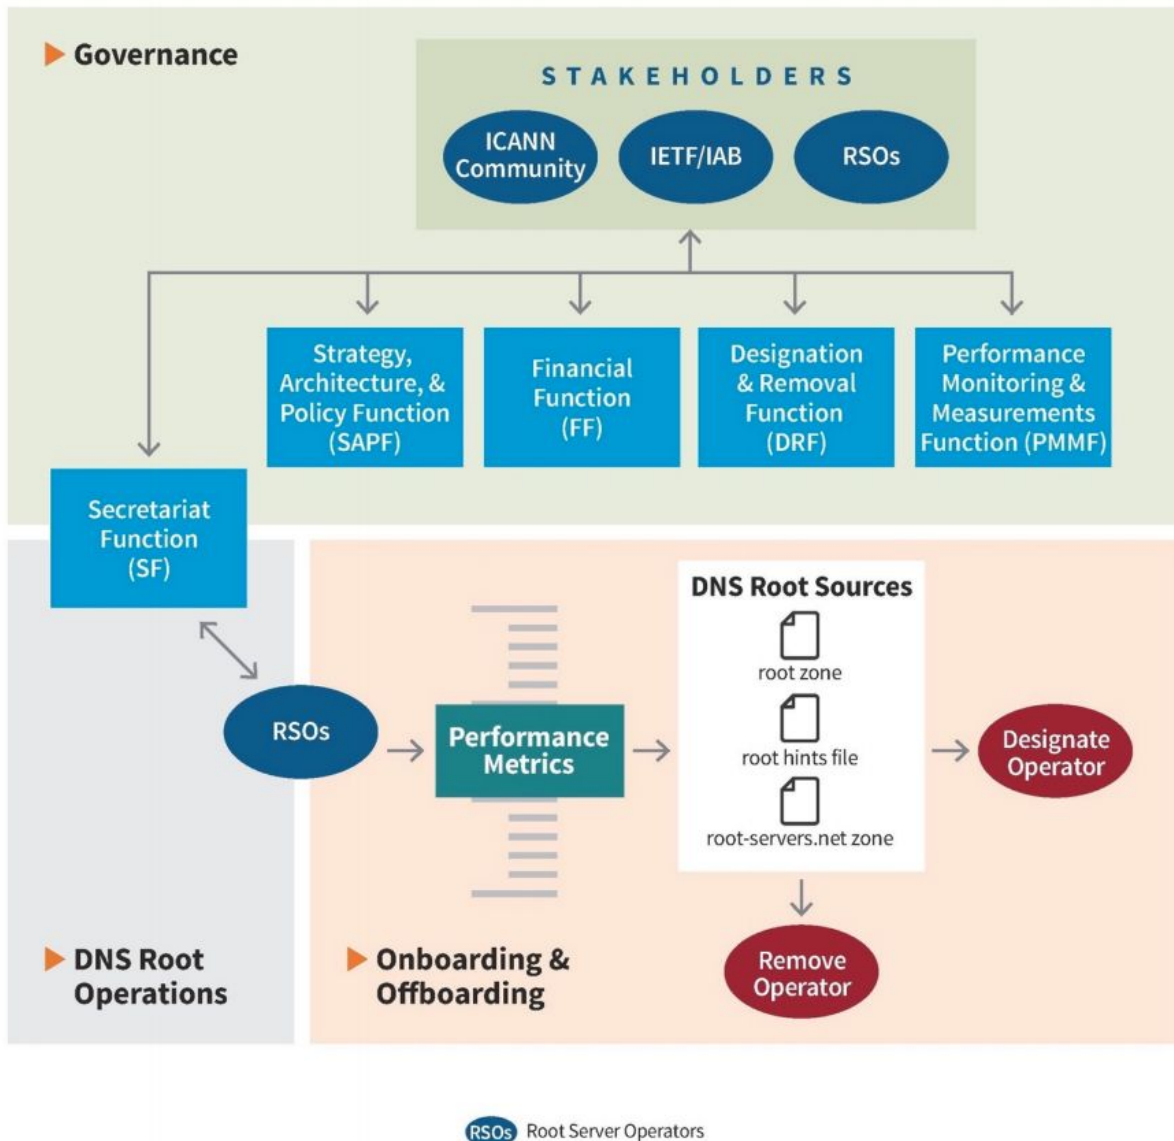 Governance
STAKEHOLDERS
ICANN
Community
IETF/IAB
RSOs
Strategy,
Architecture, &
Policy Function
(SAPF)
Financial
Function
(FF)
Designation
& Removal
Function
(DRF)
Performance
Monitoring &
Measurements
Function (PMMF)
Secretariat
Function
(SF)
RSOs
Performance
Metrics
DNS Root Sources
root zone
root hints file
root-servers.net zone
Designate
Operator
Remove
Operator
DNS Root
Operations
Onboarding &
Offboarding
RSOs Root Server Operators